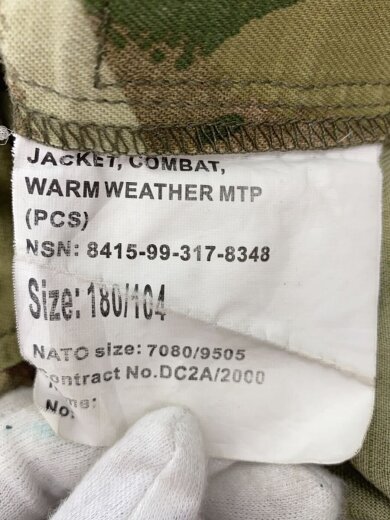 JACKET, COMBAT,
WARM WEATHER MTP
(PCS)
NSN: 8415-99-317-8348
Size: 180/104
NATO size: 7080/9505
Contract No.DC2A/2000
No.